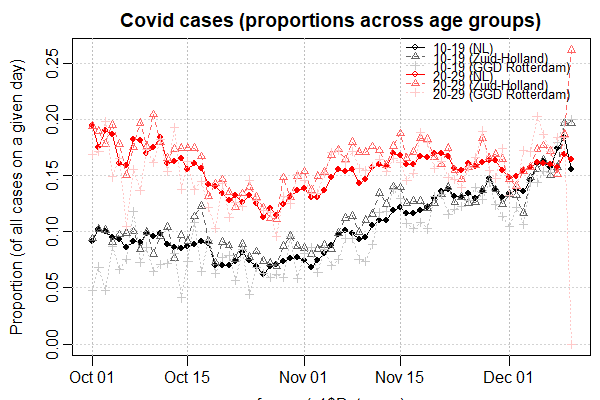 Covid cases (proportions across age groups)
10-19 (NL)
10-19 (Zuid-Holland)
10-19 (GGD Rotterdam)
20-29 (NL)
20-29 (Zuid-Holland)
20-29 (GGD Rotterdam)
Proportion (of all cases on a given day)
0.25
0.20
0.15
0.10
0.05
0.00
Oct 01
Oct 15
Nov 01
Nov 15
Dec 01